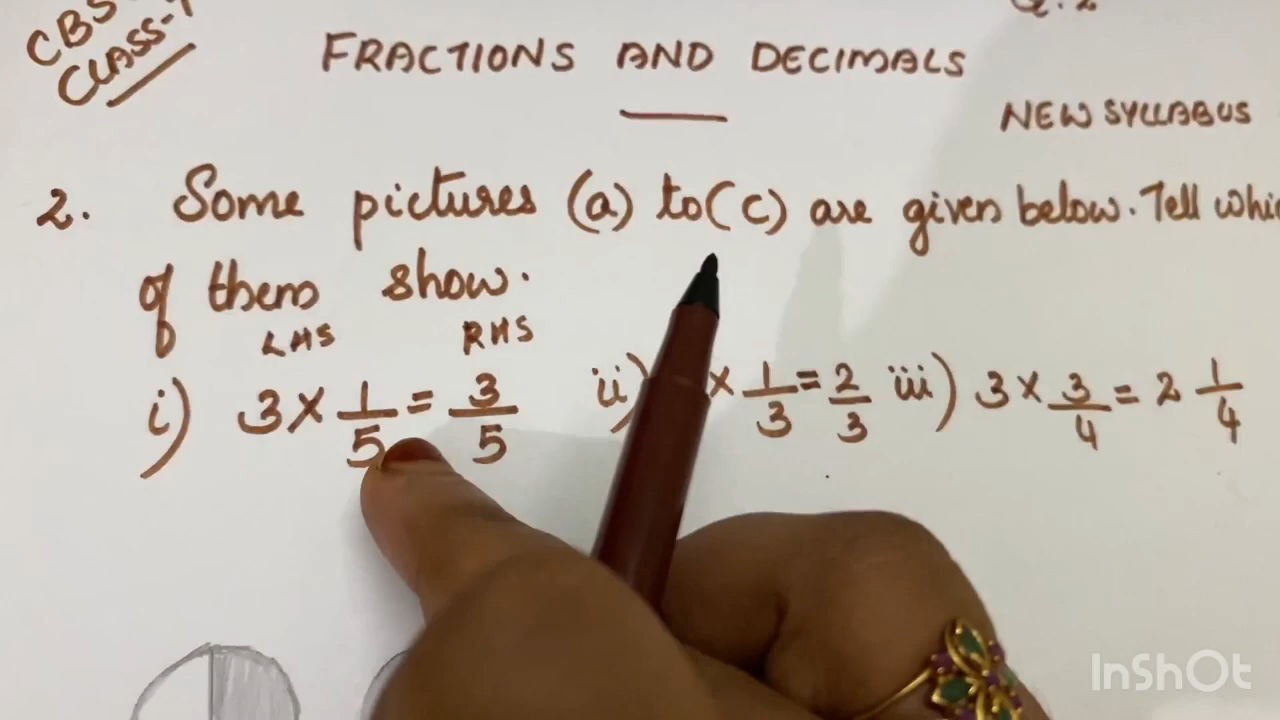 CBS
CLASS-7
Q. 2
FRACTIONS AND DECIMALS
NEW SYLLABUS
2. Some pictures (a) to (c) are given below. Tell whi
of them show.
LHS RHS
i) 3 × 1/5 = 3/5 ii) × 1/3 = 2/3 iii) 3 × 3/4 = 2 1/4
InShOt